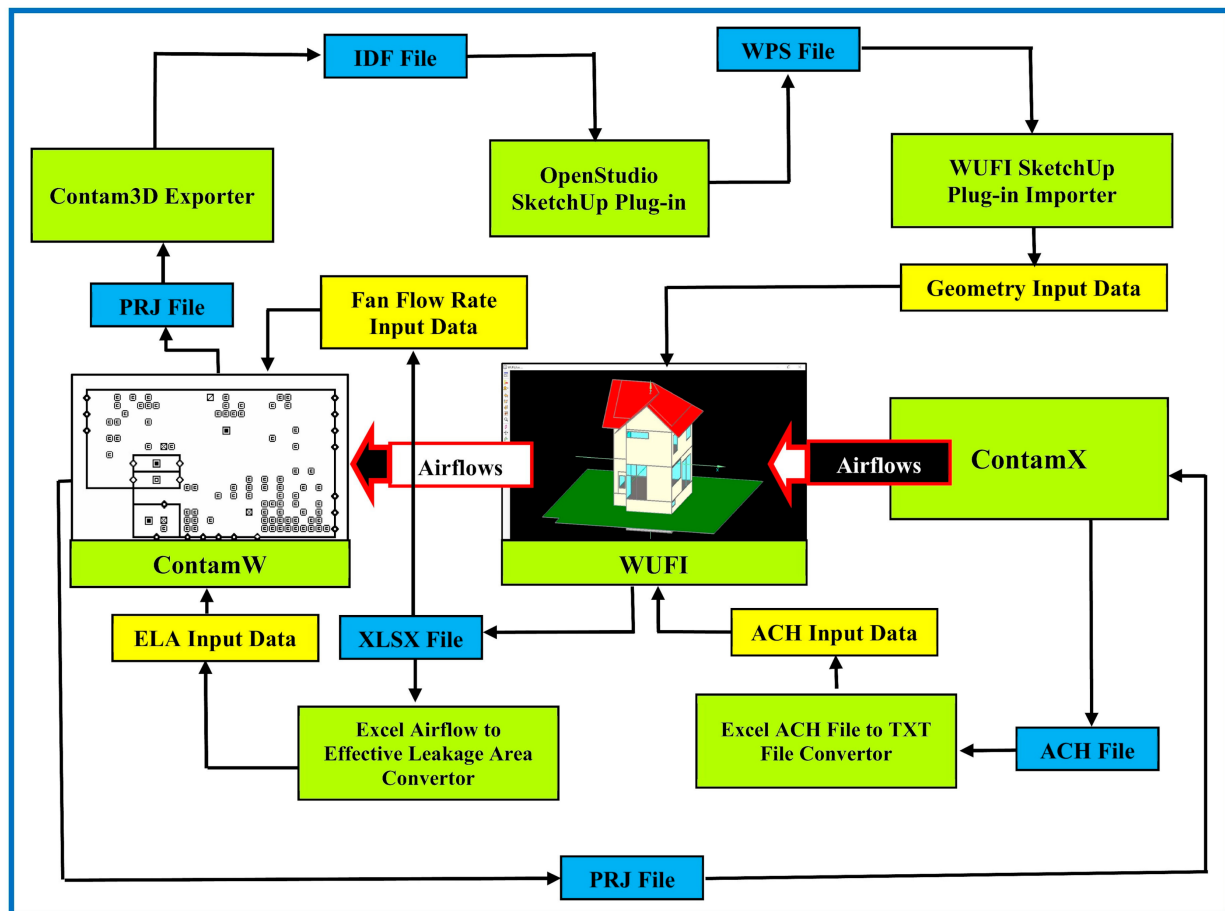 IDF File
WPS File
Contam3D Exporter
OpenStudio
SketchUp Plug-in
WUFI SketchUp
Plug-in Importer
PRJ File
Fan Flow Rate
Input Data
Geometry Input Data
Airflows
Airflows
ContamX
ContamW
WUFI
ELA Input Data
XLSX File
ACH Input Data
Excel Airflow to
Effective Leakage Area
Convertor
Excel ACH File to TXT
File Convertor
ACH File
PRJ File